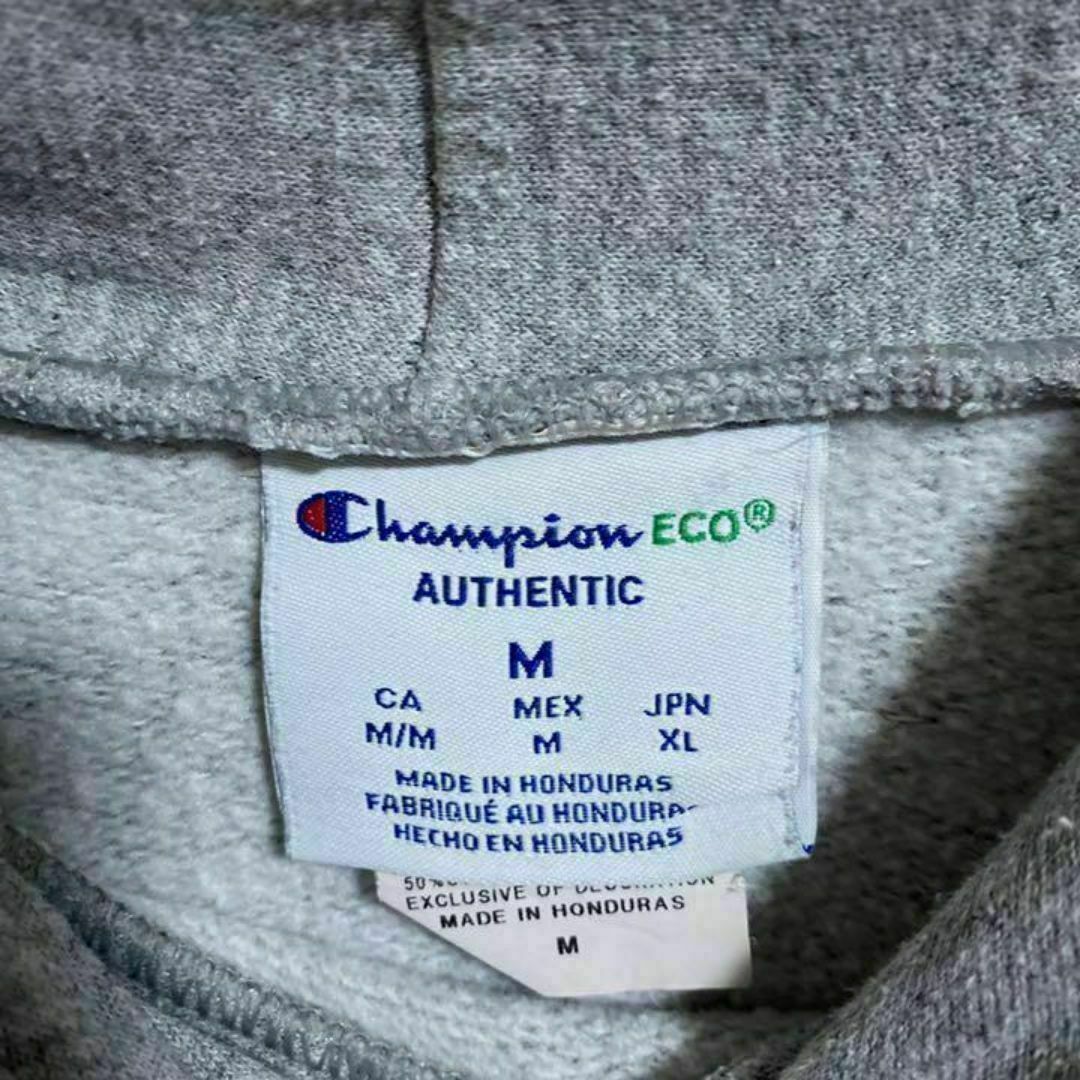 Champion ECO®
AUTHENTIC
M
CA MEX JPN
M/M M XL
MADE IN HONDURAS
FABRIQUÉ AU HONDURAS
HECHO EN HONDURAS
50%
EXCLUSIVE OF DECORATION
MADE IN HONDURAS
M